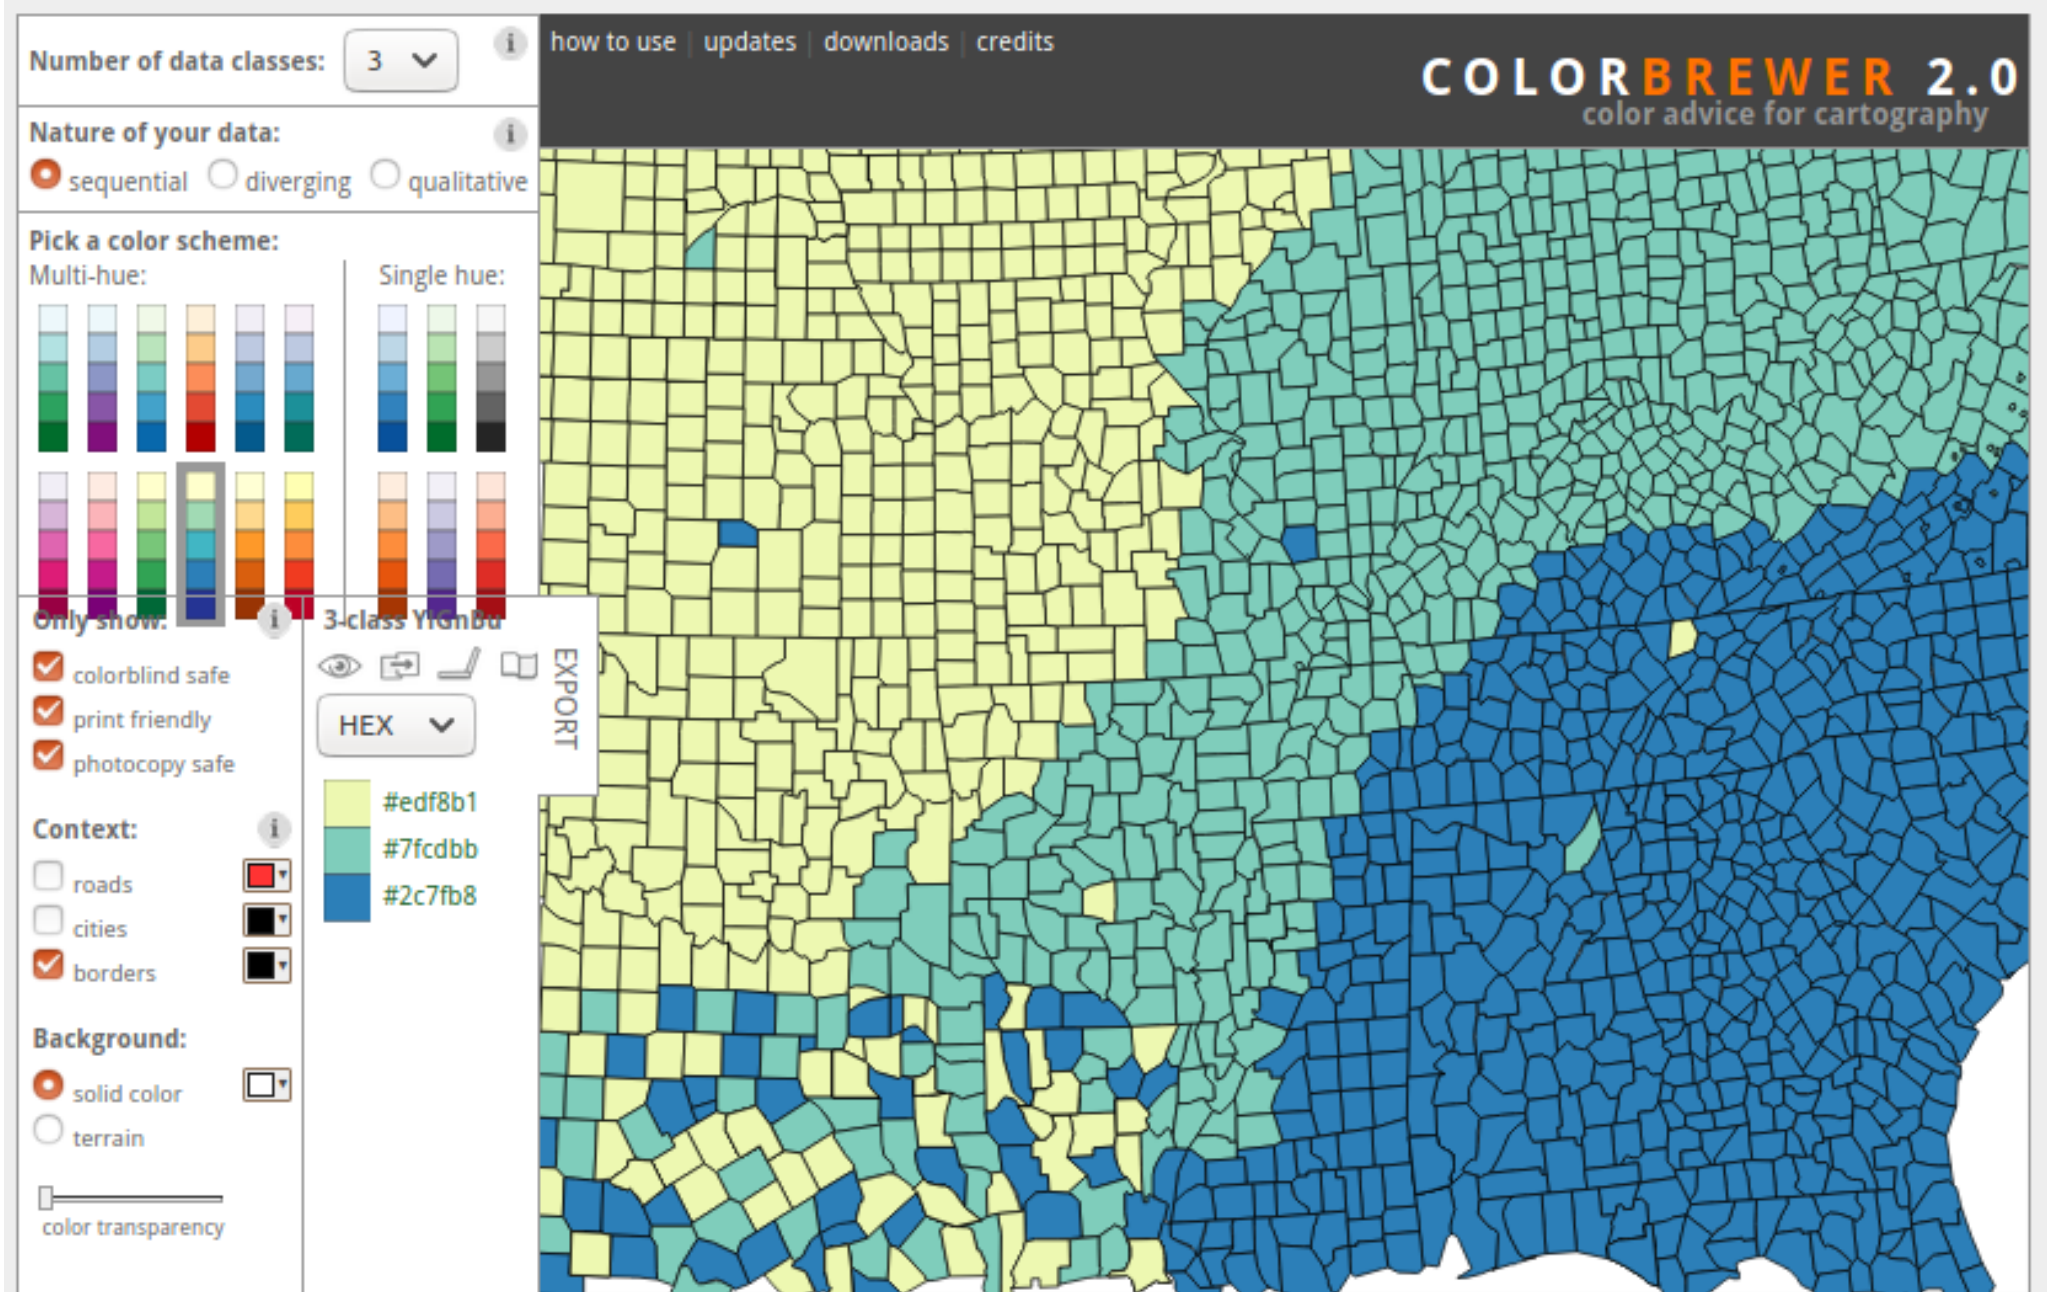 Number of data classes: 3
how to use | updates | downloads | credits
COLORBREWER 2.0
color advice for cartography
Nature of your data:
sequential diverging qualitative
Pick a color scheme:
Multi-hue: Single hue:
Only show:
colorblind safe
print friendly
photocopy safe
Context:
roads
cities
borders
Background:
solid color
terrain
color transparency
3-class YlGnBu
EXPORT
HEX
#edf8b1
#7fcdbb
#2c7fb8